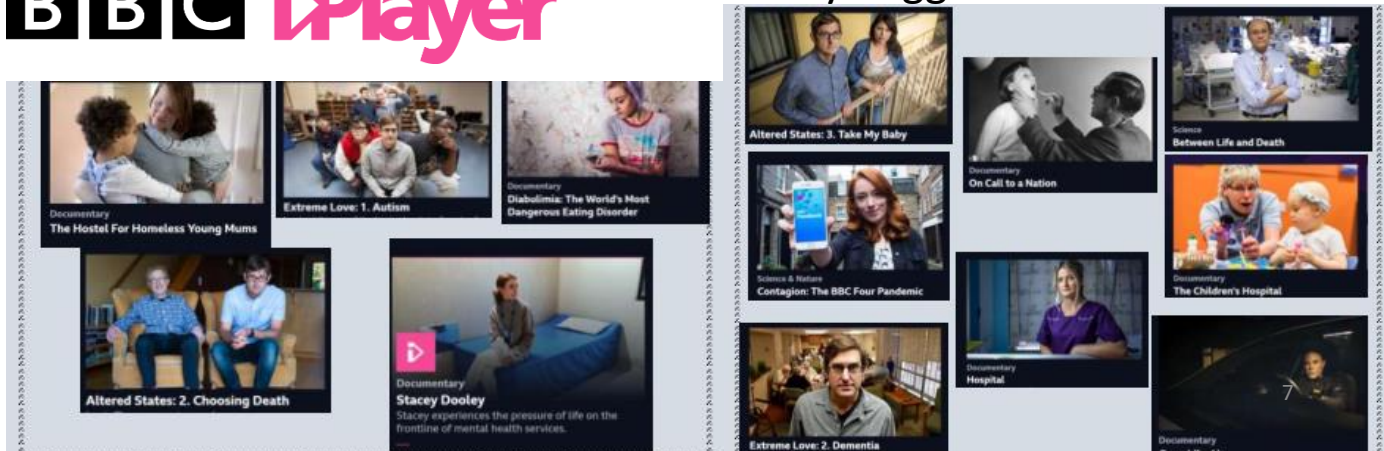 BBC iPlayer
Documentary
The Hostel For Homeless Young Mums
Extreme Love: 1. Autism
Documentary
Diabulimia: The World's Most
Dangerous Eating Disorder
Altered States: 2. Choosing Death
Documentary
Stacey Dooley
Stacey experiences the pressure of life on the
frontline of mental health services.
Altered States: 3. Take My Baby
Documentary
On Call to a Nation
Science
Between Life and Death
Science & Nature
Contagion: The BBC Four Pandemic
Documentary
The Children's Hospital
Documentary
Hospital
Extreme Love: 2. Dementia
7
Documentary